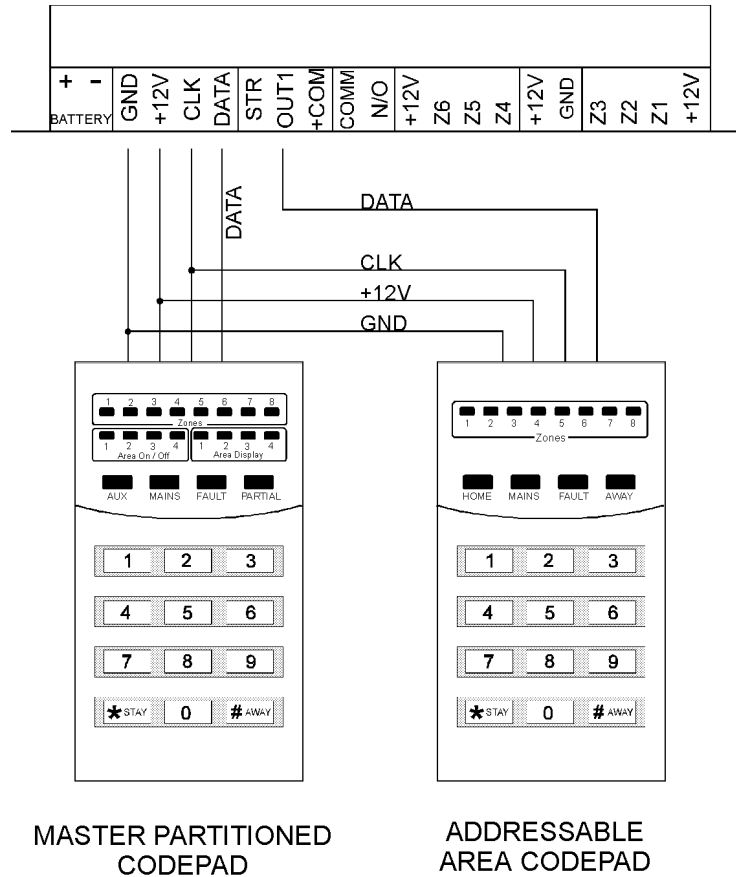 + - GND +12V CLK DATA STR OUT1 +COM COMM N/O +12V Z6 Z5 Z4 +12V GND Z3 Z2 Z1 +12V
BATTERY
DATA
DATA
CLK
+12V
GND
1 2 3 4 5 6 7 8
Zones
1 2 3 4 1 2 3 4
Area On / Off Area Display
AUX MAINS FAULT PARTIAL
1 2 3
4 5 6
7 8 9
* STAY 0 # AWAY
MASTER PARTITIONED
CODEPAD
1 2 3 4 5 6 7 8
Zones
HOME MAINS FAULT AWAY
1 2 3
4 5 6
7 8 9
* STAY 0 # AWAY
ADDRESSABLE
AREA CODEPAD